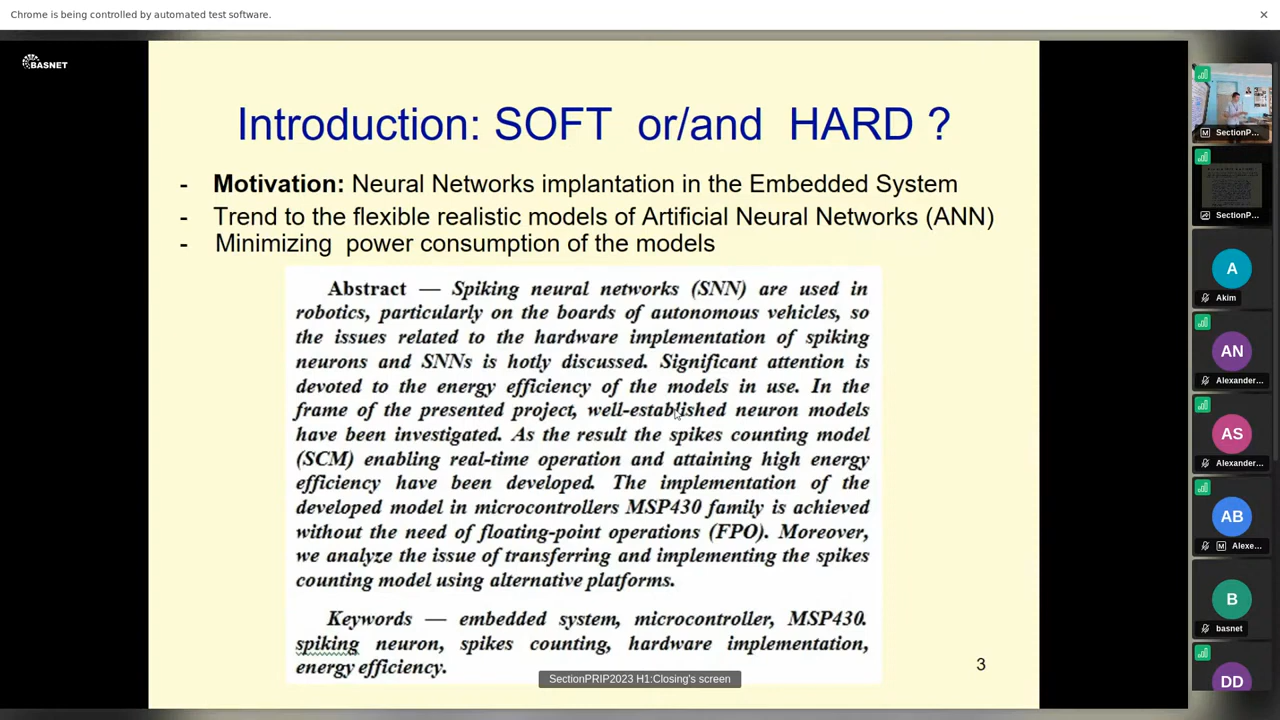 Chrome is being controlled by automated test software.
BASNET
Introduction: SOFT or/and HARD ?
- Motivation: Neural Networks implantation in the Embedded System
- Trend to the flexible realistic models of Artificial Neural Networks (ANN)
- Minimizing power consumption of the models
Abstract — Spiking neural networks (SNN) are used in
robotics, particularly on the boards of autonomous vehicles, so
the issues related to the hardware implementation of spiking
neurons and SNNs is hotly discussed. Significant attention is
devoted to the energy efficiency of the models in use. In the
frame of the presented project, well-established neuron models
have been investigated. As the result the spikes counting model
(SCM) enabling real-time operation and attaining high energy
efficiency have been developed. The implementation of the
developed model in microcontrollers MSP430 family is achieved
without the need of floating-point operations (FPO). Moreover,
we analyze the issue of transferring and implementing the spikes
counting model using alternative platforms.
Keywords — embedded system, microcontroller, MSP430.
spiking neuron, spikes counting, hardware implementation,
energy efficiency.
3
SectionPRIP2023 H1:Closing's screen
M SectionP...
SectionP...
A
Akim
AN
Alexander...
AS
Alexander...
AB
M Alexe...
B
basnet
DD